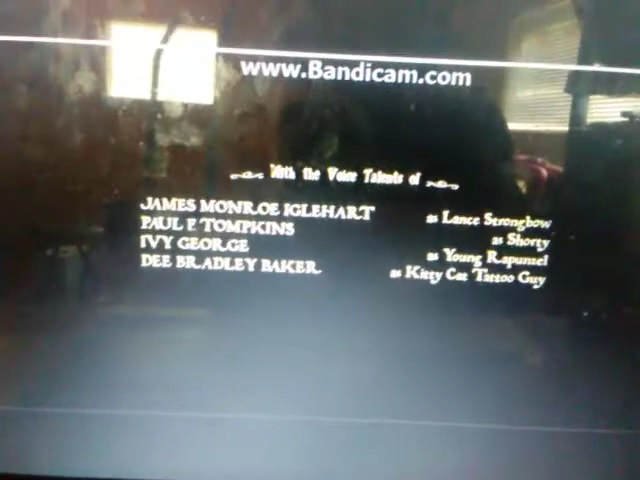 www.Bandicam.com
With the Voice Talents of
JAMES MONROE IGLEHART as Lance Strongbow
PAUL F. TOMPKINS as Shorty
IVY GEORGE as Young Rapunzel
DEE BRADLEY BAKER as Kitty Cat Tattoo Guy